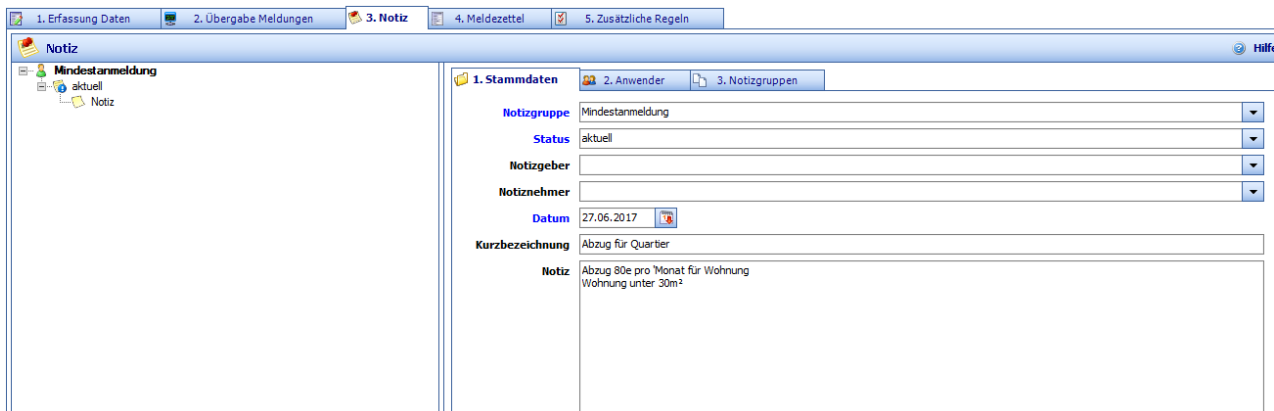 1. Erfassung Daten
2. Übergabe Meldungen
3. Notiz
4. Meldezettel
5. Zusätzliche Regeln
Notiz
Hilfe
Mindestanmeldung
aktuell
Notiz
1. Stammdaten
2. Anwender
3. Notizgruppen
Notizgruppe Mindestanmeldung
Status aktuell
Notizgeber
Notiznehmer
Datum 27.06.2017
Kurzbezeichnung Abzug für Quartier
Notiz Abzug 80e pro 'Monat für Wohnung
Wohnung unter 30m²